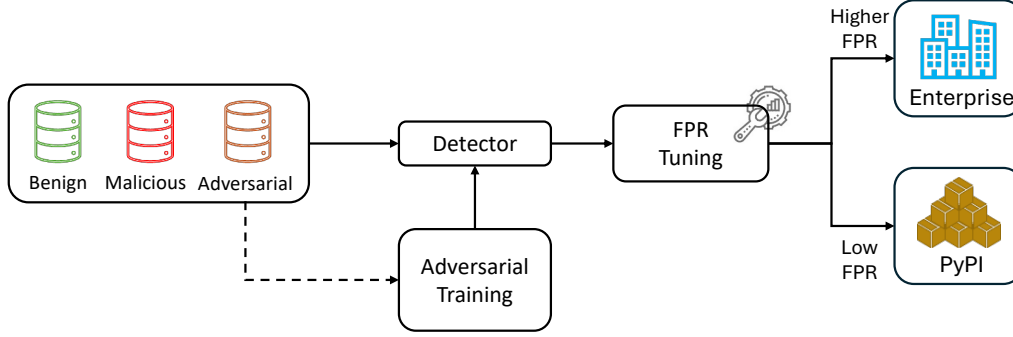 Benign
Malicious
Adversarial
Detector
Adversarial
Training
FPR
Tuning
Higher
FPR
Enterprise
Low
FPR
PyPI